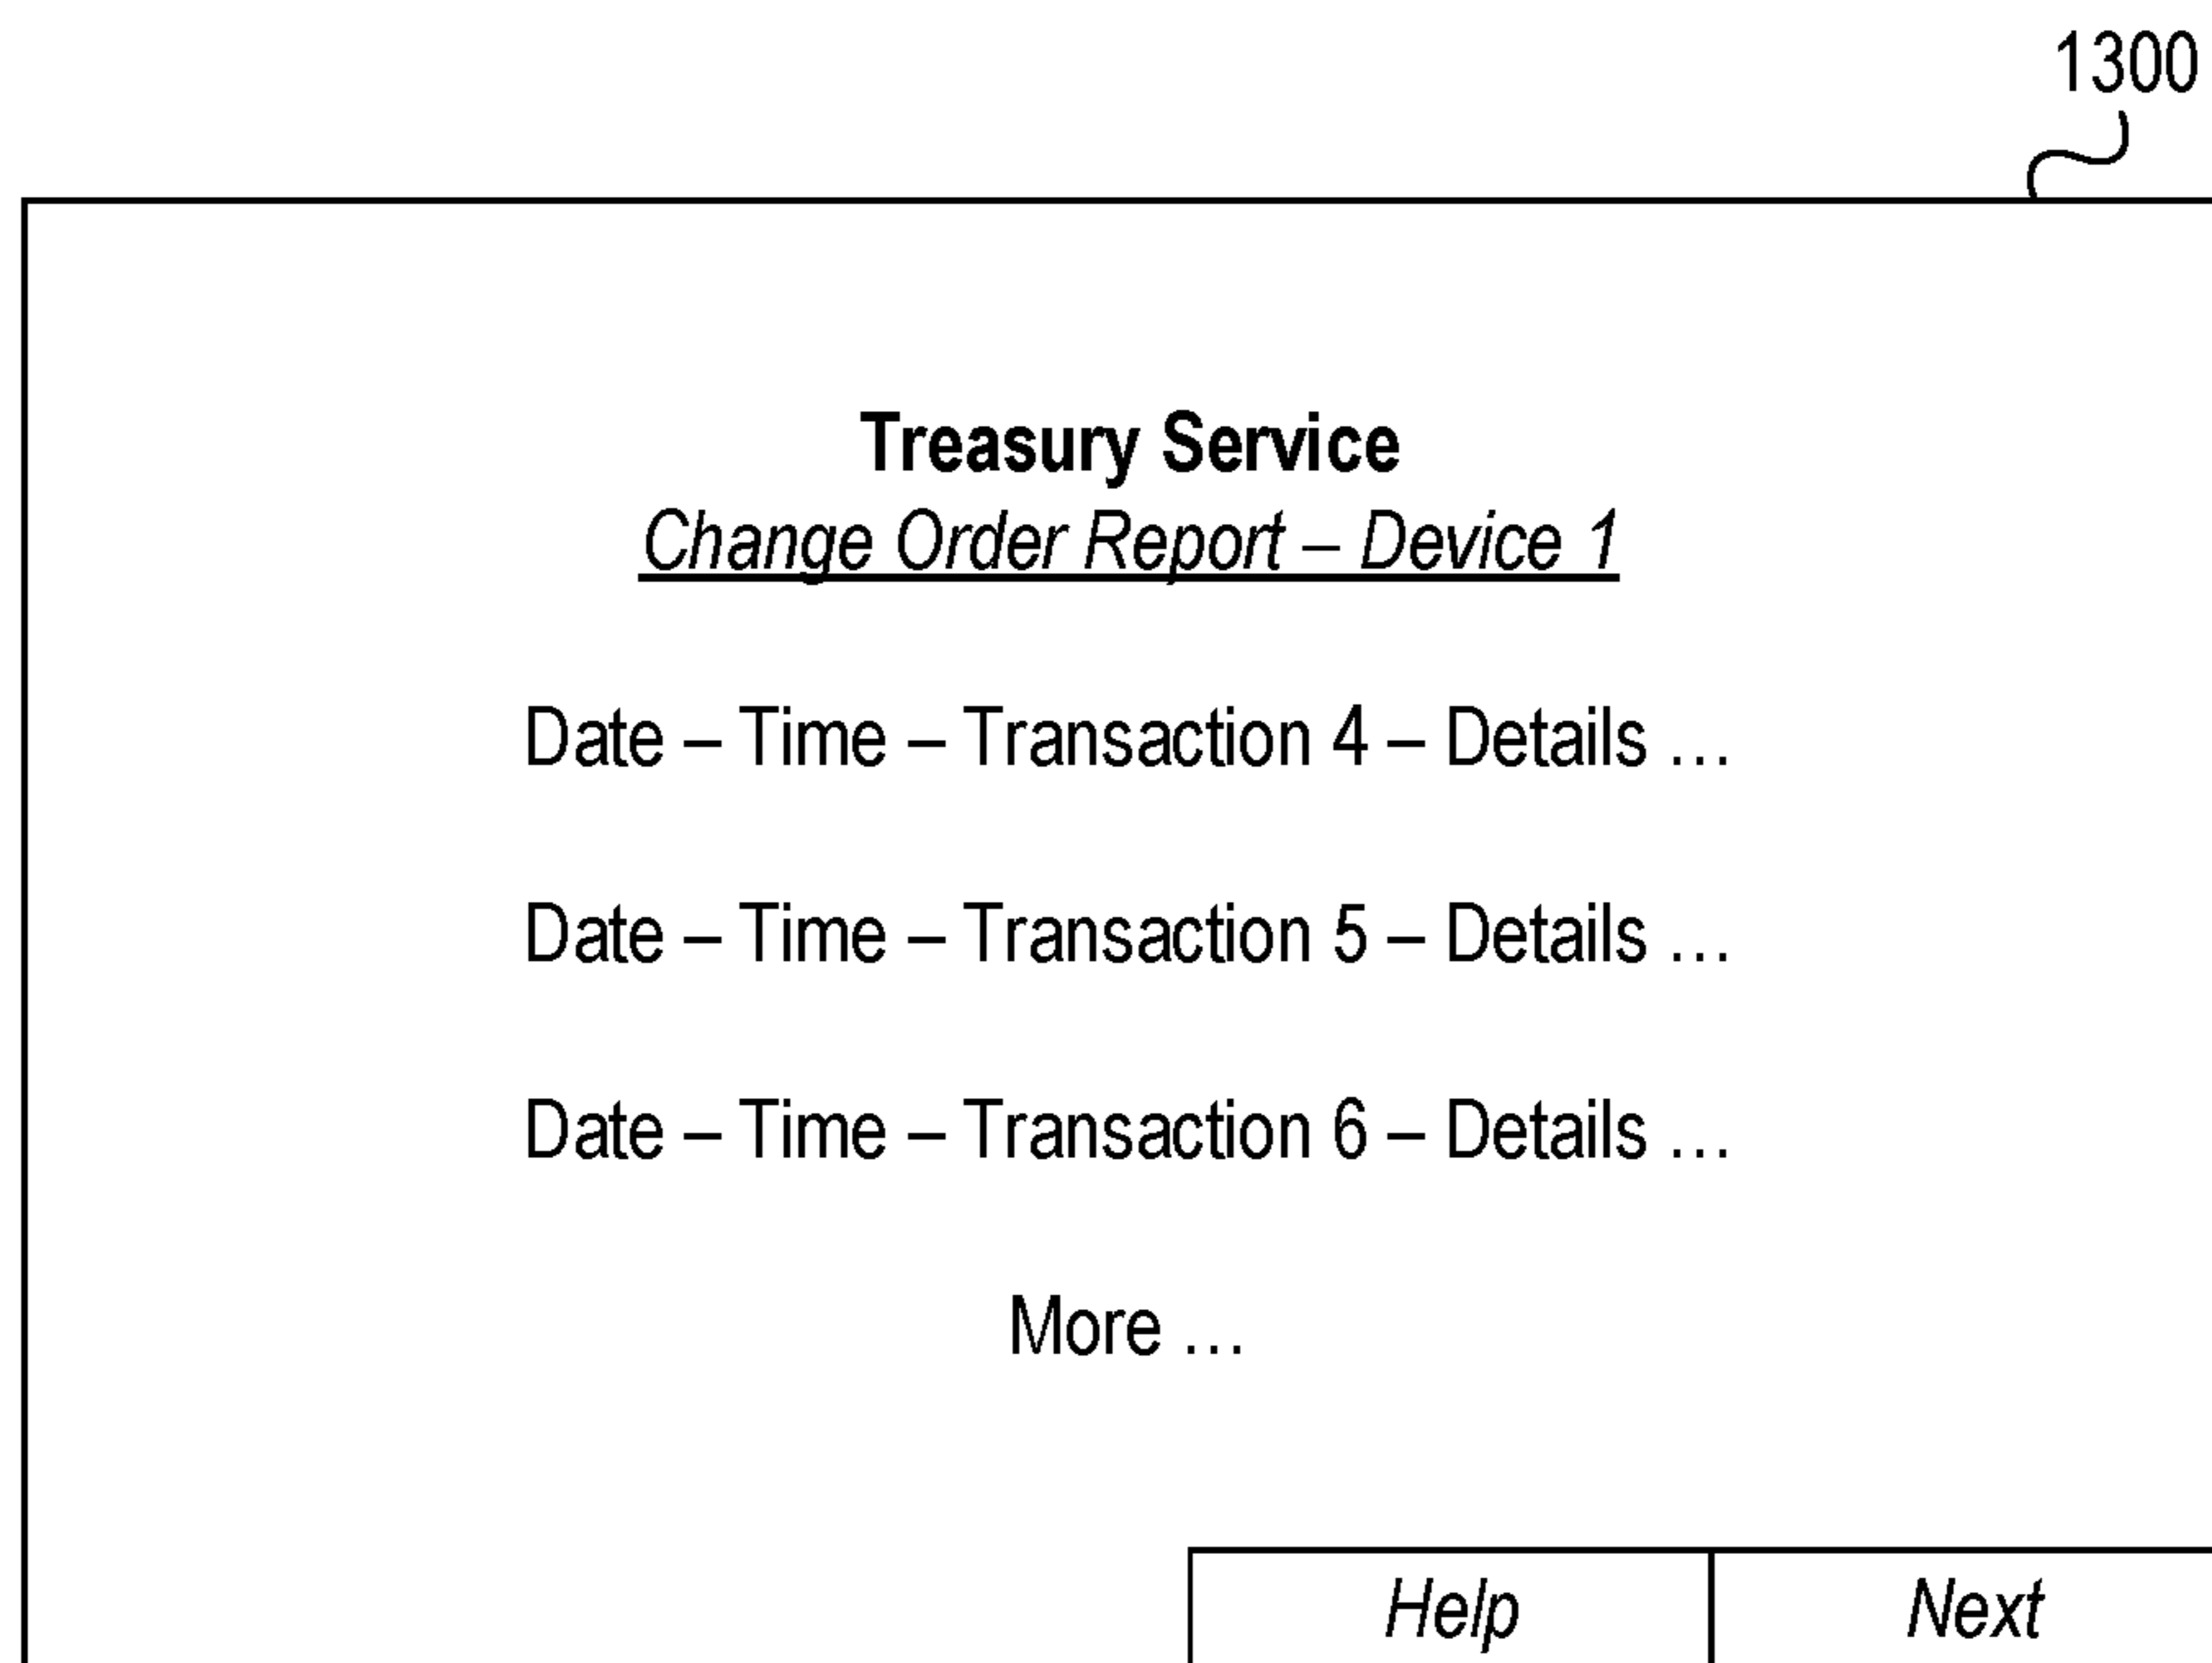 1300
Treasury Service
Change Order Report – Device 1
Date – Time – Transaction 4 – Details …
Date – Time – Transaction 5 – Details …
Date – Time – Transaction 6 – Details …
More …
Help Next